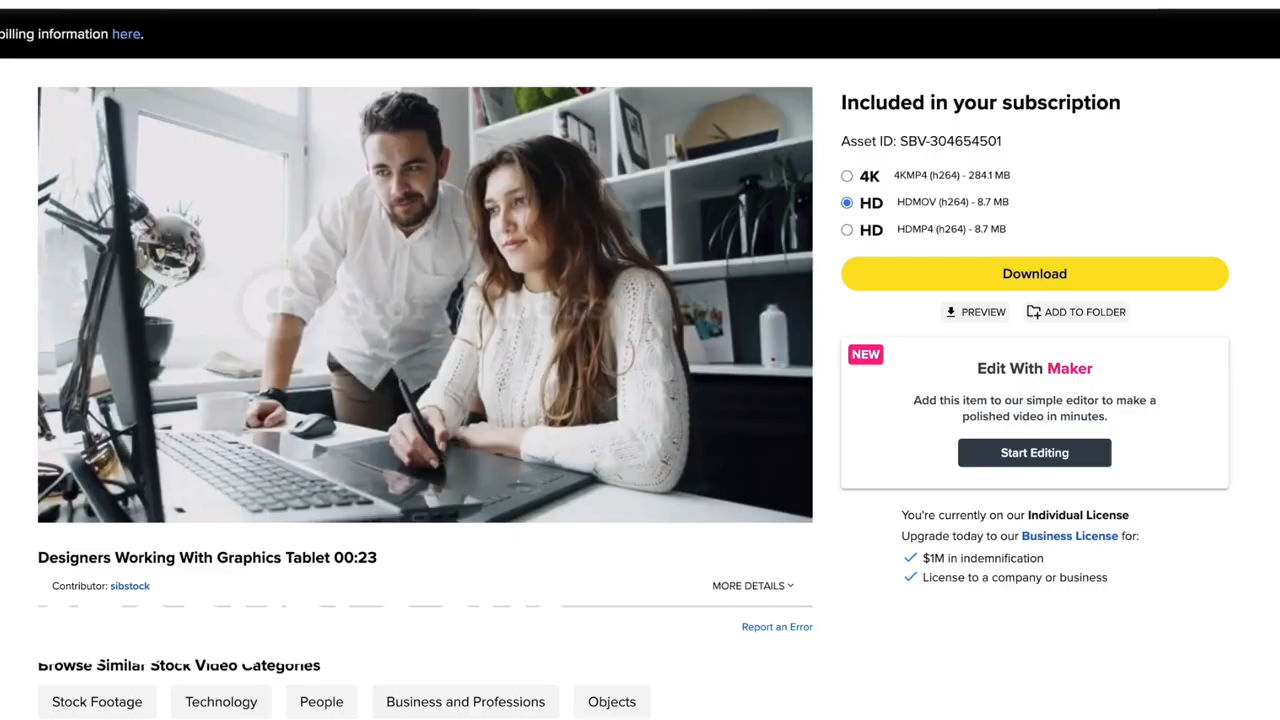 billing information here.
Included in your subscription
Asset ID: SBV-304654501
4K 4KMP4 (h264) - 284.1 MB
HD HDMOV (h264) - 8.7 MB
HD HDMP4 (h264) - 8.7 MB
Download
PREVIEW ADD TO FOLDER
NEW
Edit With Maker
Add this item to our simple editor to make a
polished video in minutes.
Start Editing
You're currently on our Individual License
Upgrade today to our Business License for:
$1M in indemnification
License to a company or business
Designers Working With Graphics Tablet 00:23
Contributor: sibstock
MORE DETAILS
Report an Error
Browse Similar Stock Video Categories
Stock Footage Technology People Business and Professions Objects